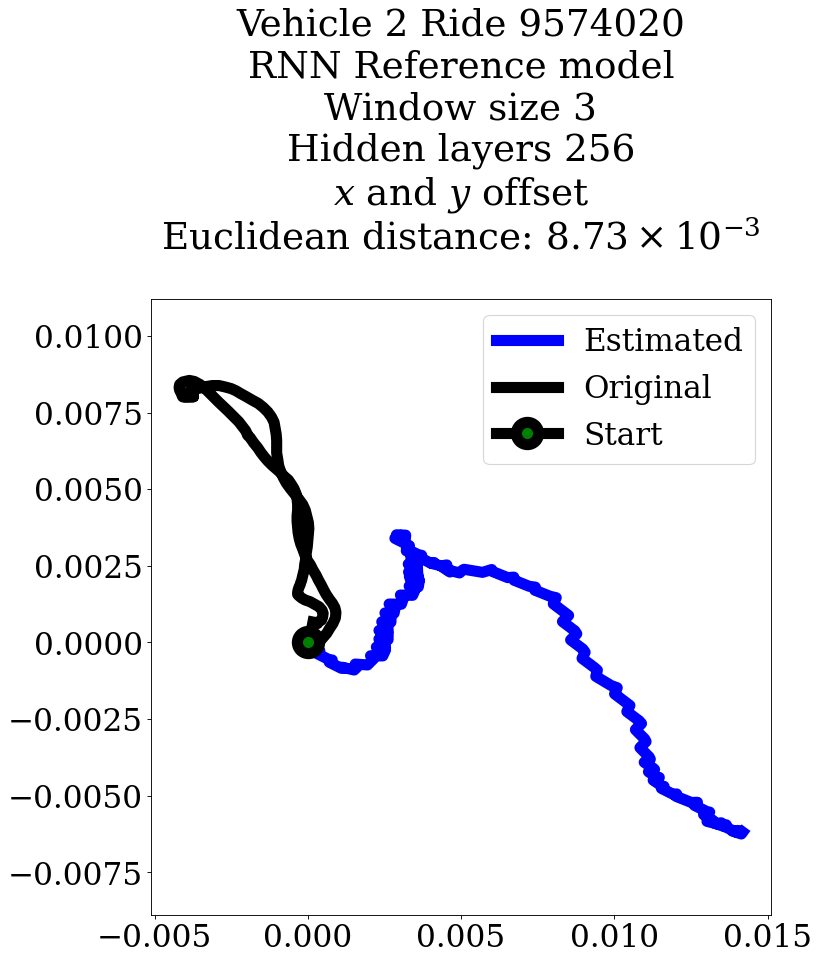 Vehicle 2 Ride 9574020
RNN Reference model
Window size 3
Hidden layers 256
x and y offset
Euclidean distance: 8.73 × 10⁻³
Estimated
Original
Start
0.0100
0.0075
0.0050
0.0025
0.0000
−0.0025
−0.0050
−0.0075
−0.005 0.000 0.005 0.010 0.015